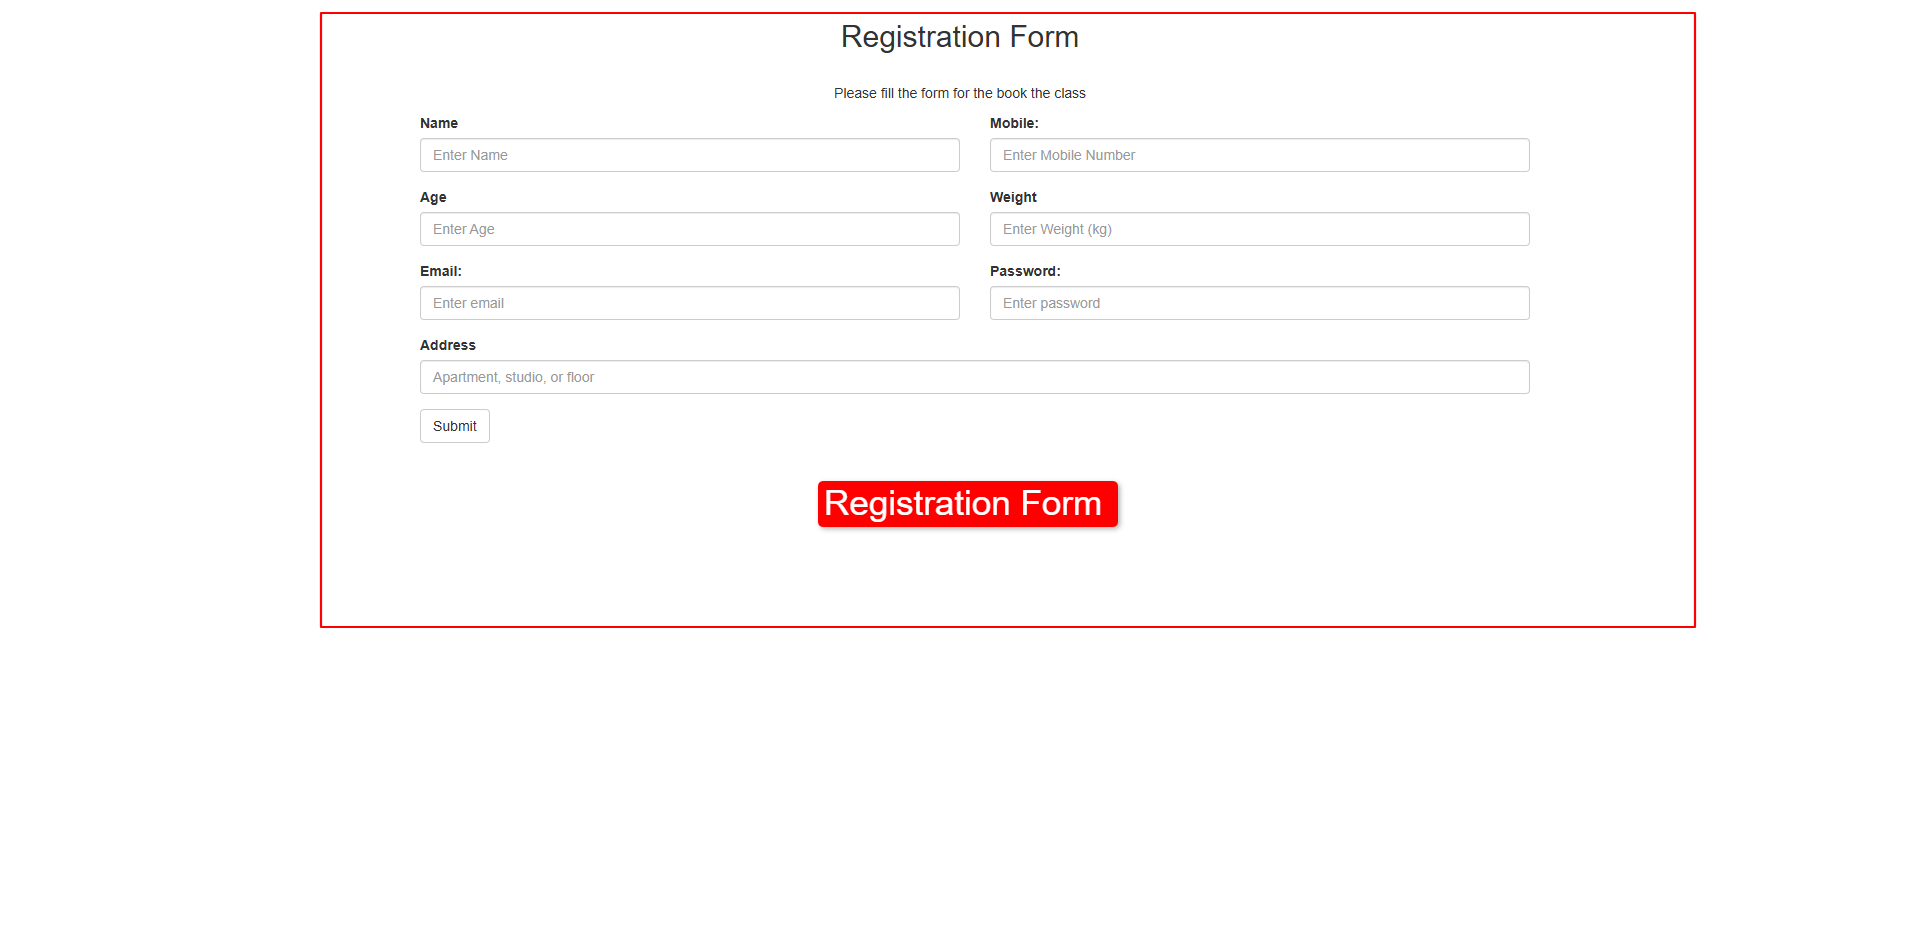 Registration Form
Please fill the form for the book the class
Name Mobile:
Enter Name Enter Mobile Number
Age Weight
Enter Age Enter Weight (kg)
Email: Password:
Enter email Enter password
Address
Apartment, studio, or floor
Submit
Registration Form